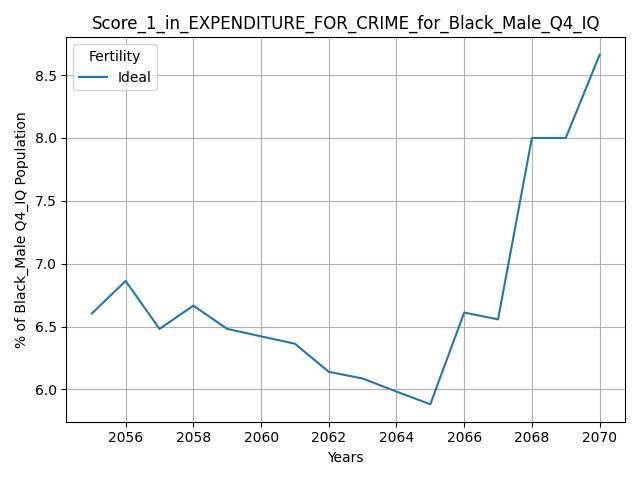 Score_1_in_EXPENDITURE_FOR_CRIME_for_Black_Male_Q4_IQ
Fertility
Ideal
% of Black_Male Q4_IQ Population
8.5
8.0
7.5
7.0
6.5
6.0
2056 2058 2060 2062 2064 2066 2068 2070
Years